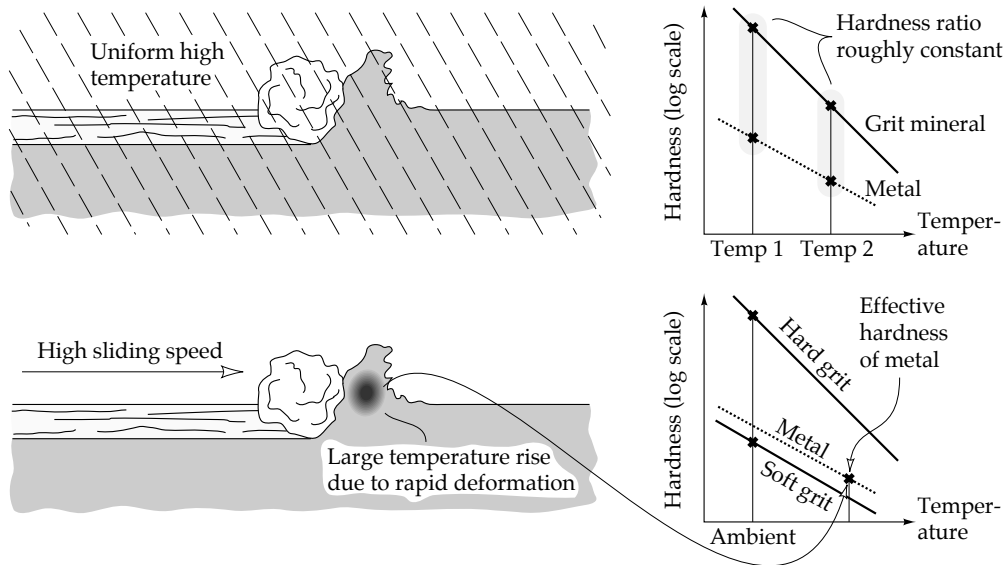 Uniform high
temperature
Hardness (log scale)
Hardness ratio
roughly constant
Grit mineral
Metal
Temp 1
Temp 2
Temper-
ature
High sliding speed
Large temperature rise
due to rapid deformation
Hardness (log scale)
Effective
hardness
of metal
Hard grit
Metal
Soft grit
Ambient
Temper-
ature